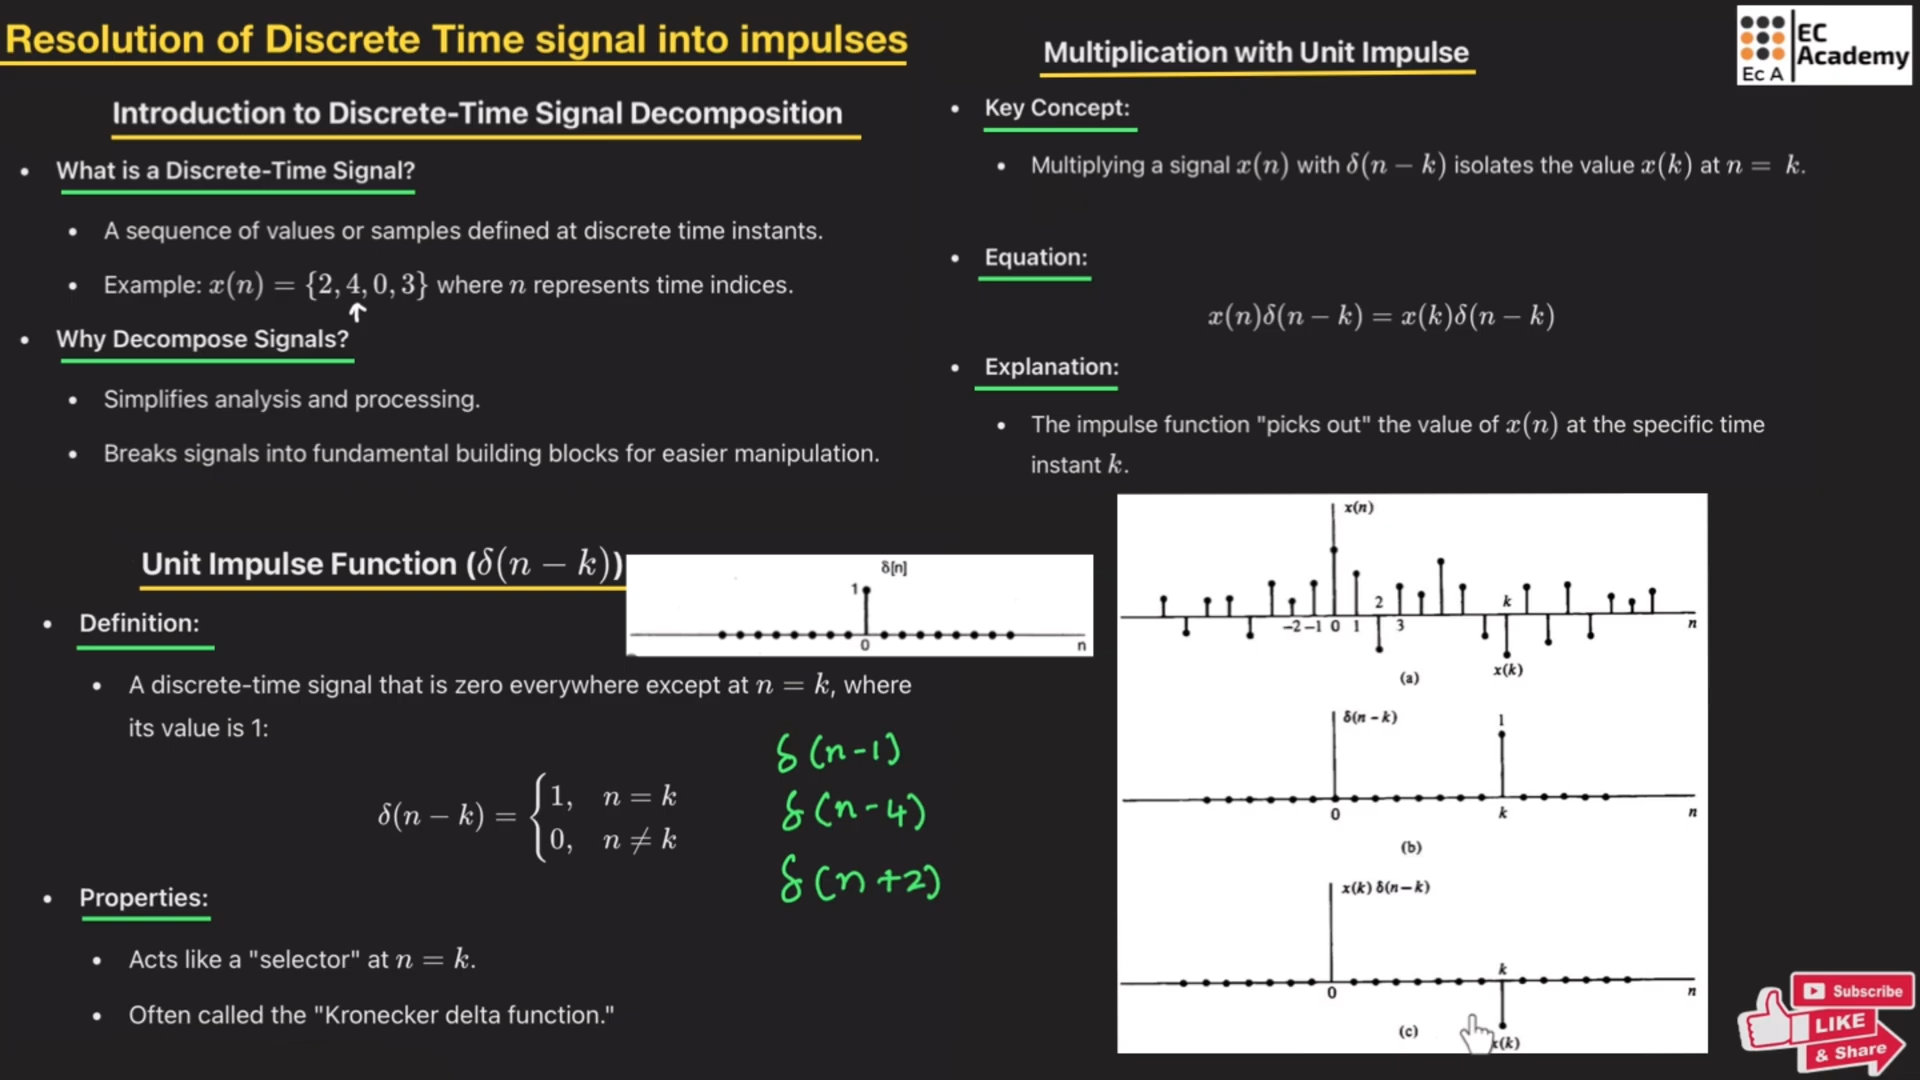 Resolution of Discrete Time signal into impulses
Introduction to Discrete-Time Signal Decomposition
• What is a Discrete-Time Signal?
• A sequence of values or samples defined at discrete time instants.
• Example: x(n) = {2, 4, 0, 3} where n represents time indices.
↑
• Why Decompose Signals?
• Simplifies analysis and processing.
• Breaks signals into fundamental building blocks for easier manipulation.
Unit Impulse Function (δ(n − k))
δ[n]
1
0
n
• Definition:
• A discrete-time signal that is zero everywhere except at n = k, where
its value is 1:
δ(n − k) = {1, n = k
0, n ≠ k
δ(n-1)
δ(n-4)
δ(n+2)
• Properties:
• Acts like a "selector" at n = k.
• Often called the "Kronecker delta function."
Multiplication with Unit Impulse
• Key Concept:
• Multiplying a signal x(n) with δ(n − k) isolates the value x(k) at n = k.
• Equation:
x(n)δ(n − k) = x(k)δ(n − k)
• Explanation:
• The impulse function "picks out" the value of x(n) at the specific time
instant k.
x(n)
2 k
−2 −1 0 1 3 n
x(k)
(a)
δ(n − k) 1
0 k n
(b)
x(k) δ(n−k)
k
0 n
(c)
x(k)
EC
Academy
Ec A
Subscribe
LIKE
& Share